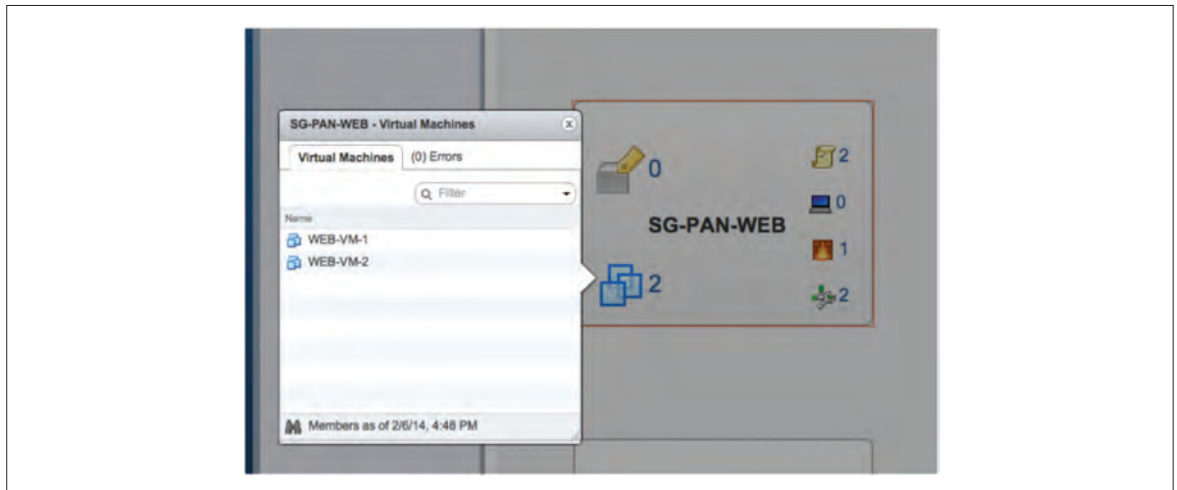 SG-PAN-WEB - Virtual Machines
Virtual Machines
(0) Errors
Filter
Name
WEB-VM-1
WEB-VM-2
Members as of 2/6/14, 4:48 PM
0
2
0
SG-PAN-WEB
1
2
2